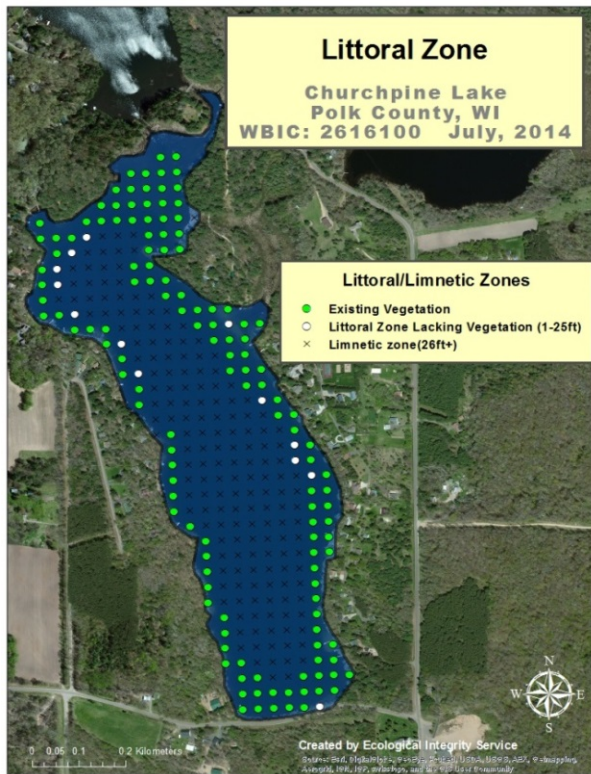 Littoral Zone
Churchpine Lake
Polk County, WI
WBIC: 2616100 July, 2014
Littoral/Limnetic Zones
Existing Vegetation
Littoral Zone Lacking Vegetation (1-25ft)
Limnetic zone(26ft+)
N
W E
S
0 0.05 0.1 0.2 Kilometers
Created by Ecological Integrity Service